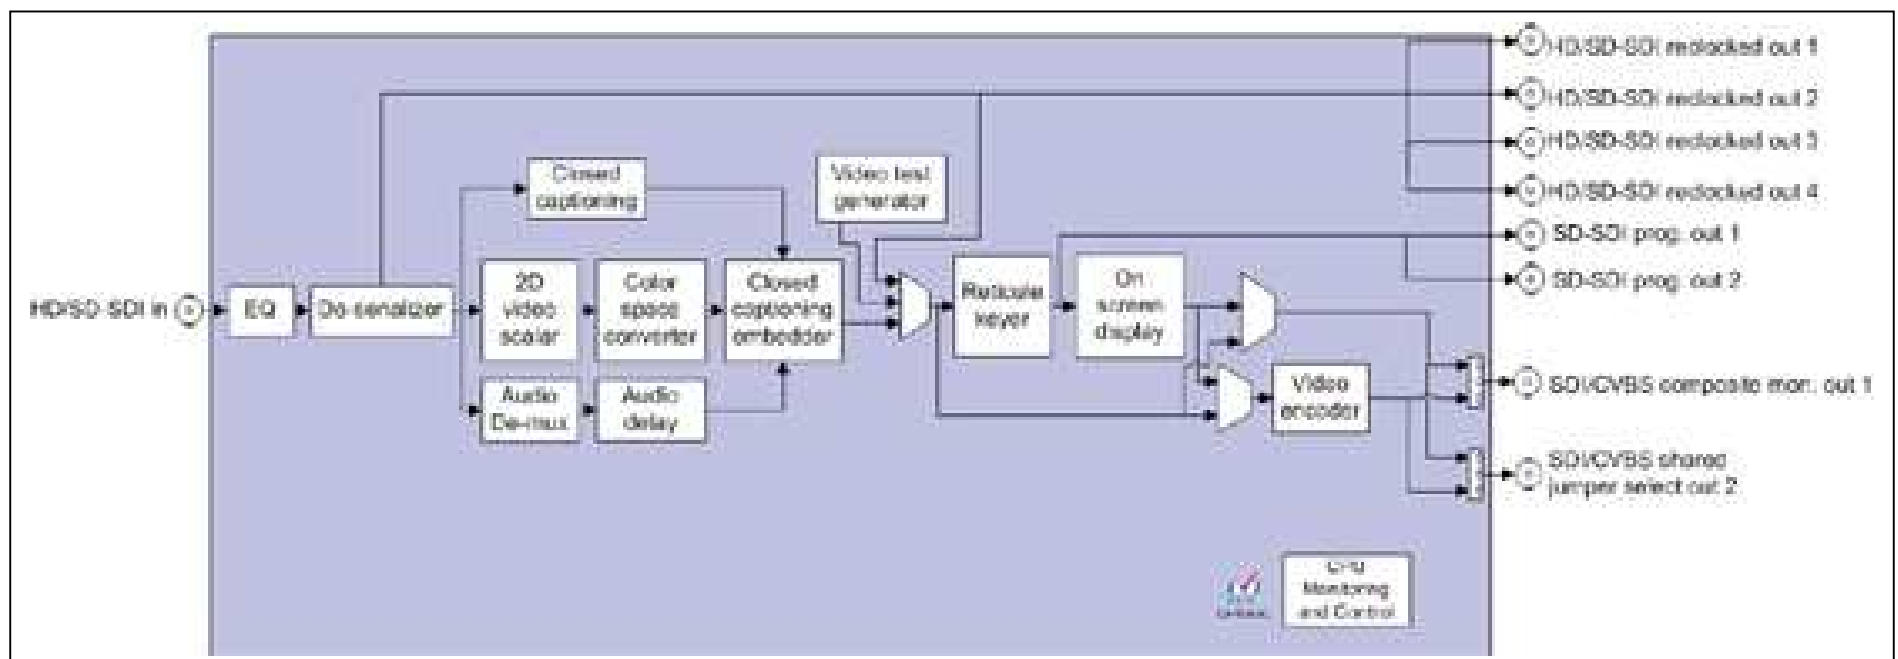 HD/SD-SDI reclocked out 1
HD/SD-SDI reclocked out 2
HD/SD-SDI reclocked out 3
HD/SD-SDI reclocked out 4
SD-SDI prog. out 1
SD-SDI prog. out 2
Closed
captioning
Video test
generator
HD/SD SDI in
EQ
De-serializer
2D
video
scalar
Color
space
converter
Closed
captioning
embedder
Reticule
keyer
On
screen
display
Audio
De-mux
Audio
delay
Video
encoder
SDI/CVBS composite mon. out 1
SDI/CVBS shared
jumper select out 2
CPU
Monitoring
and Control